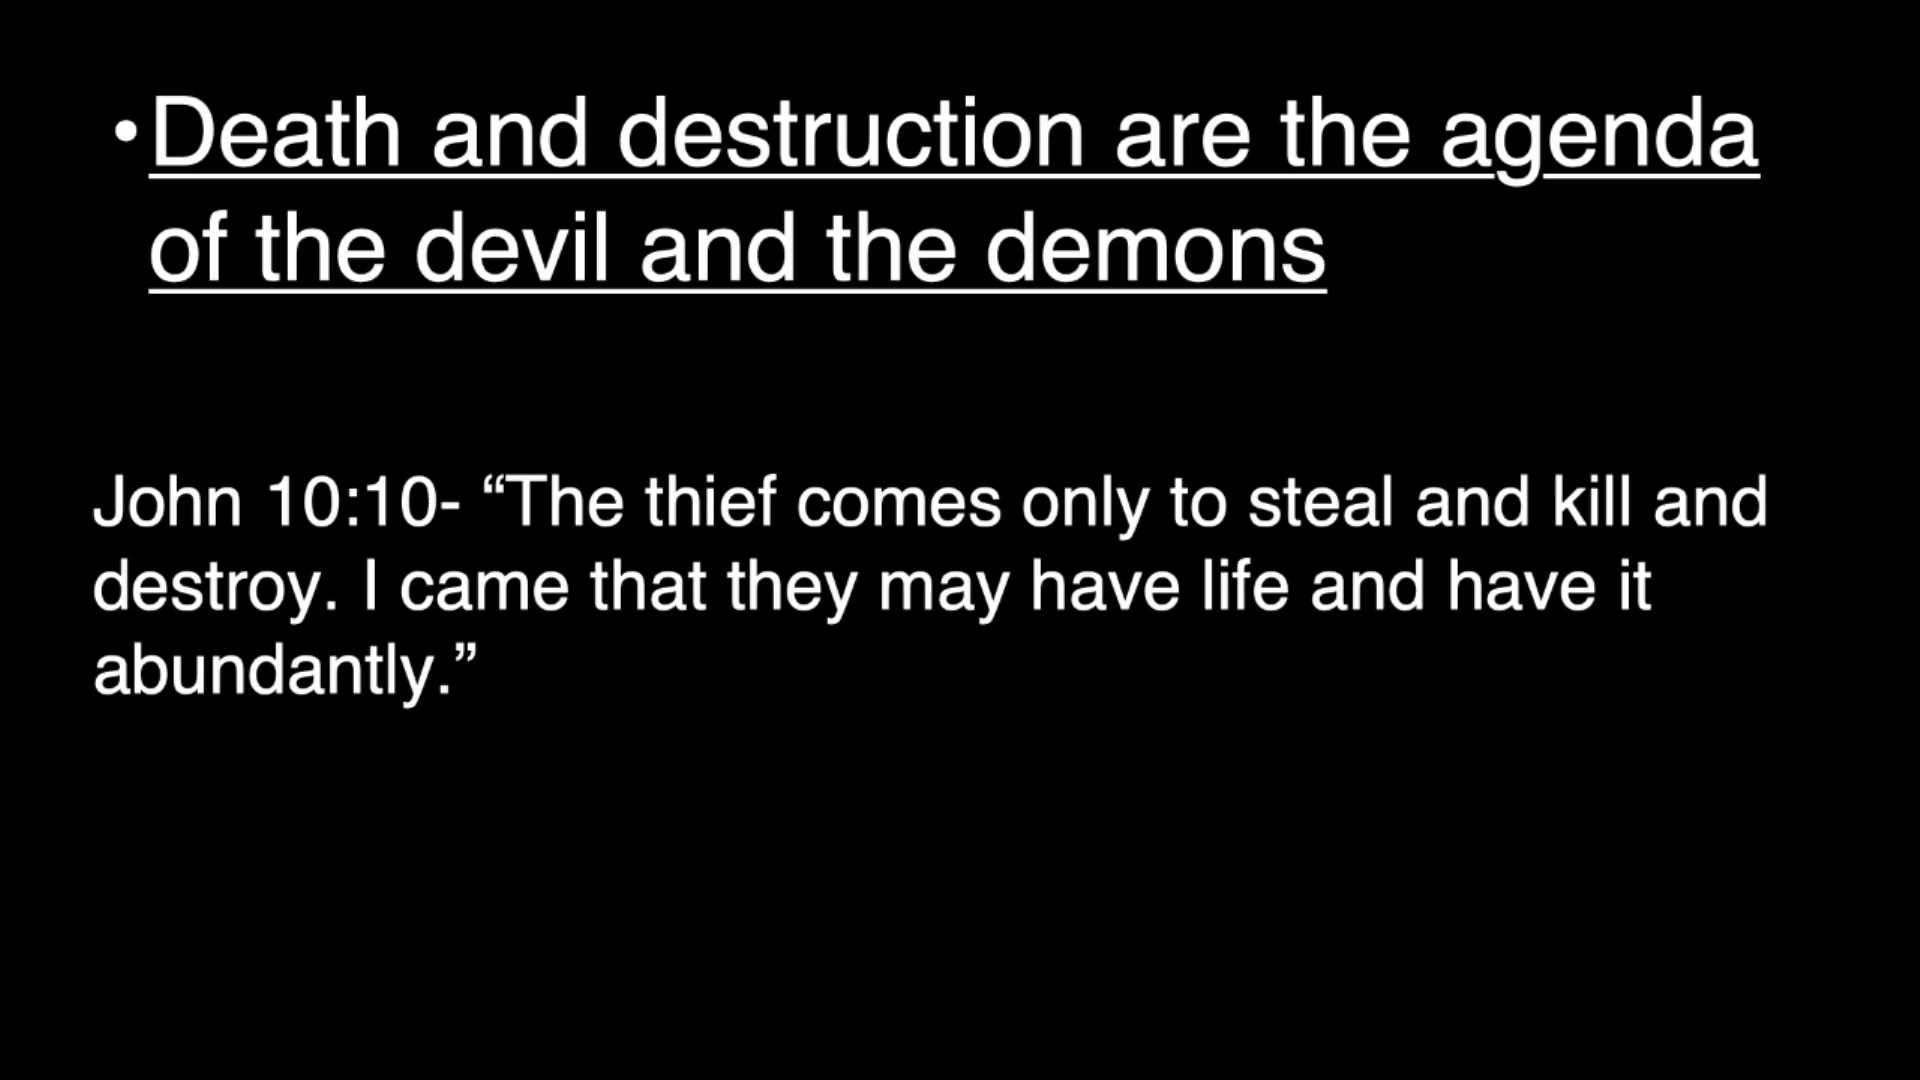 •Death and destruction are the agenda
of the devil and the demons
John 10:10- “The thief comes only to steal and kill and
destroy. I came that they may have life and have it
abundantly.”